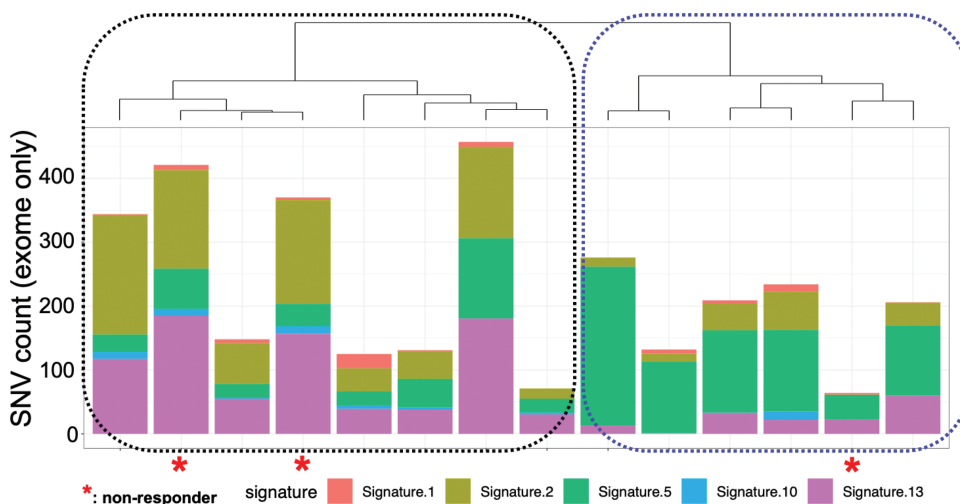 SNV count (exome only)
400
300
200
100
0
* *
*
*: non-responder
signature
Signature.1
Signature.2
Signature.5
Signature.10
Signature.13